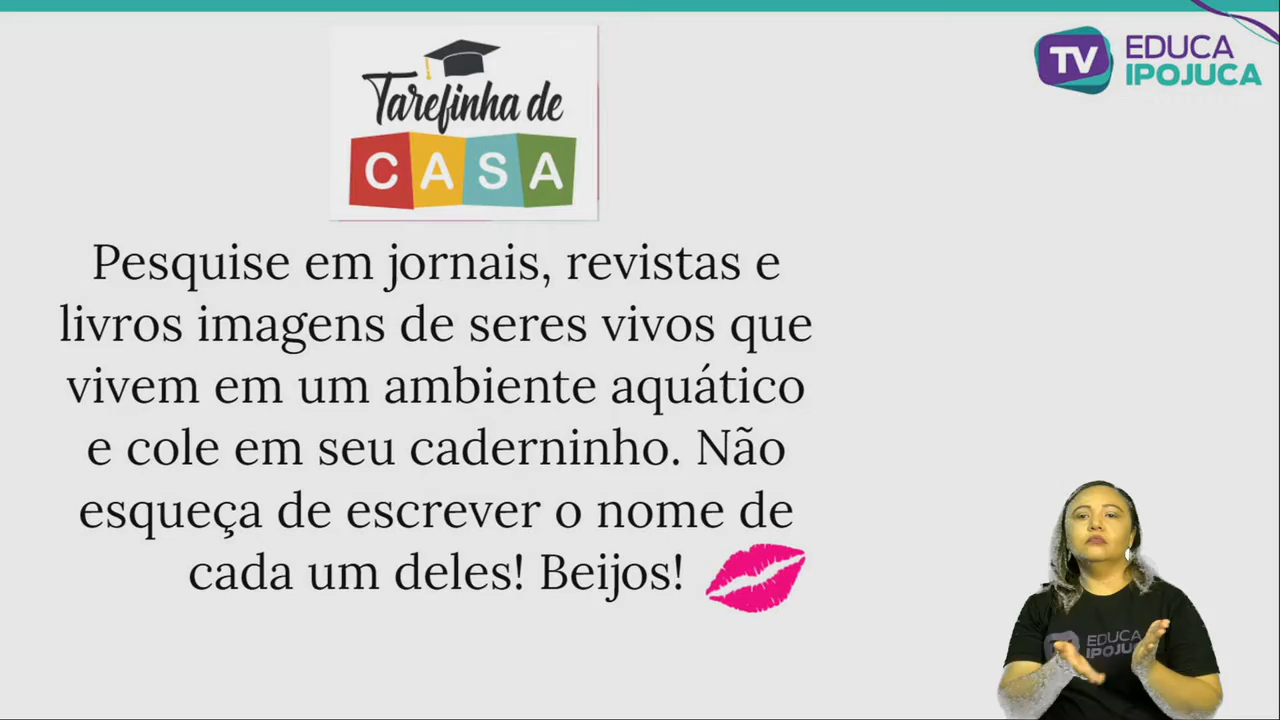 Tarefinha de
CASA
TV EDUCA
IPOJUCA
Pesquise em jornais, revistas e
livros imagens de seres vivos que
vivem em um ambiente aquático
e cole em seu caderninho. Não
esqueça de escrever o nome de
cada um deles! Beijos!
EDUCA